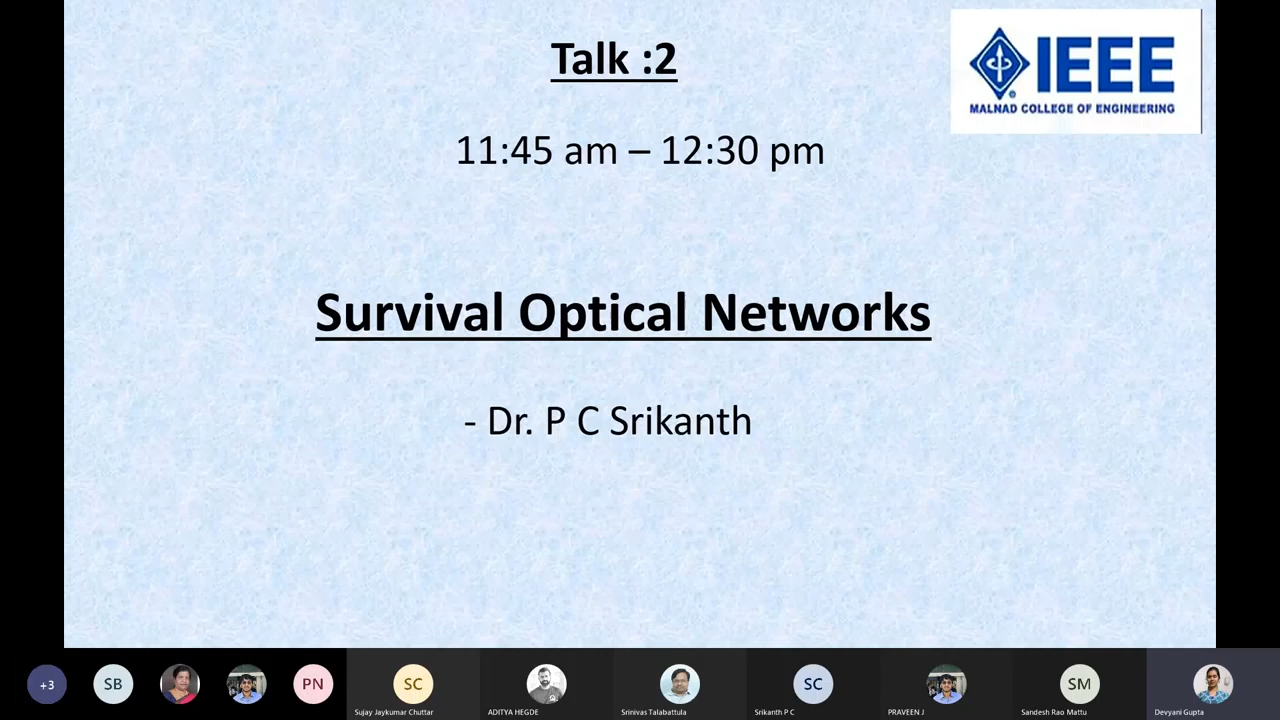 Talk :2
IEEE
MALNAD COLLEGE OF ENGINEERING
11:45 am – 12:30 pm
Survival Optical Networks
- Dr. P C Srikanth
+3
SB
PN
SC
SC
SM
Sujay Jaykumar Chuttar
ADITYA HEGDE
Srinivas Talabattula
Srikanth P C
PRAVEEN J
Sandesh Rao Mattu
Devyani Gupta